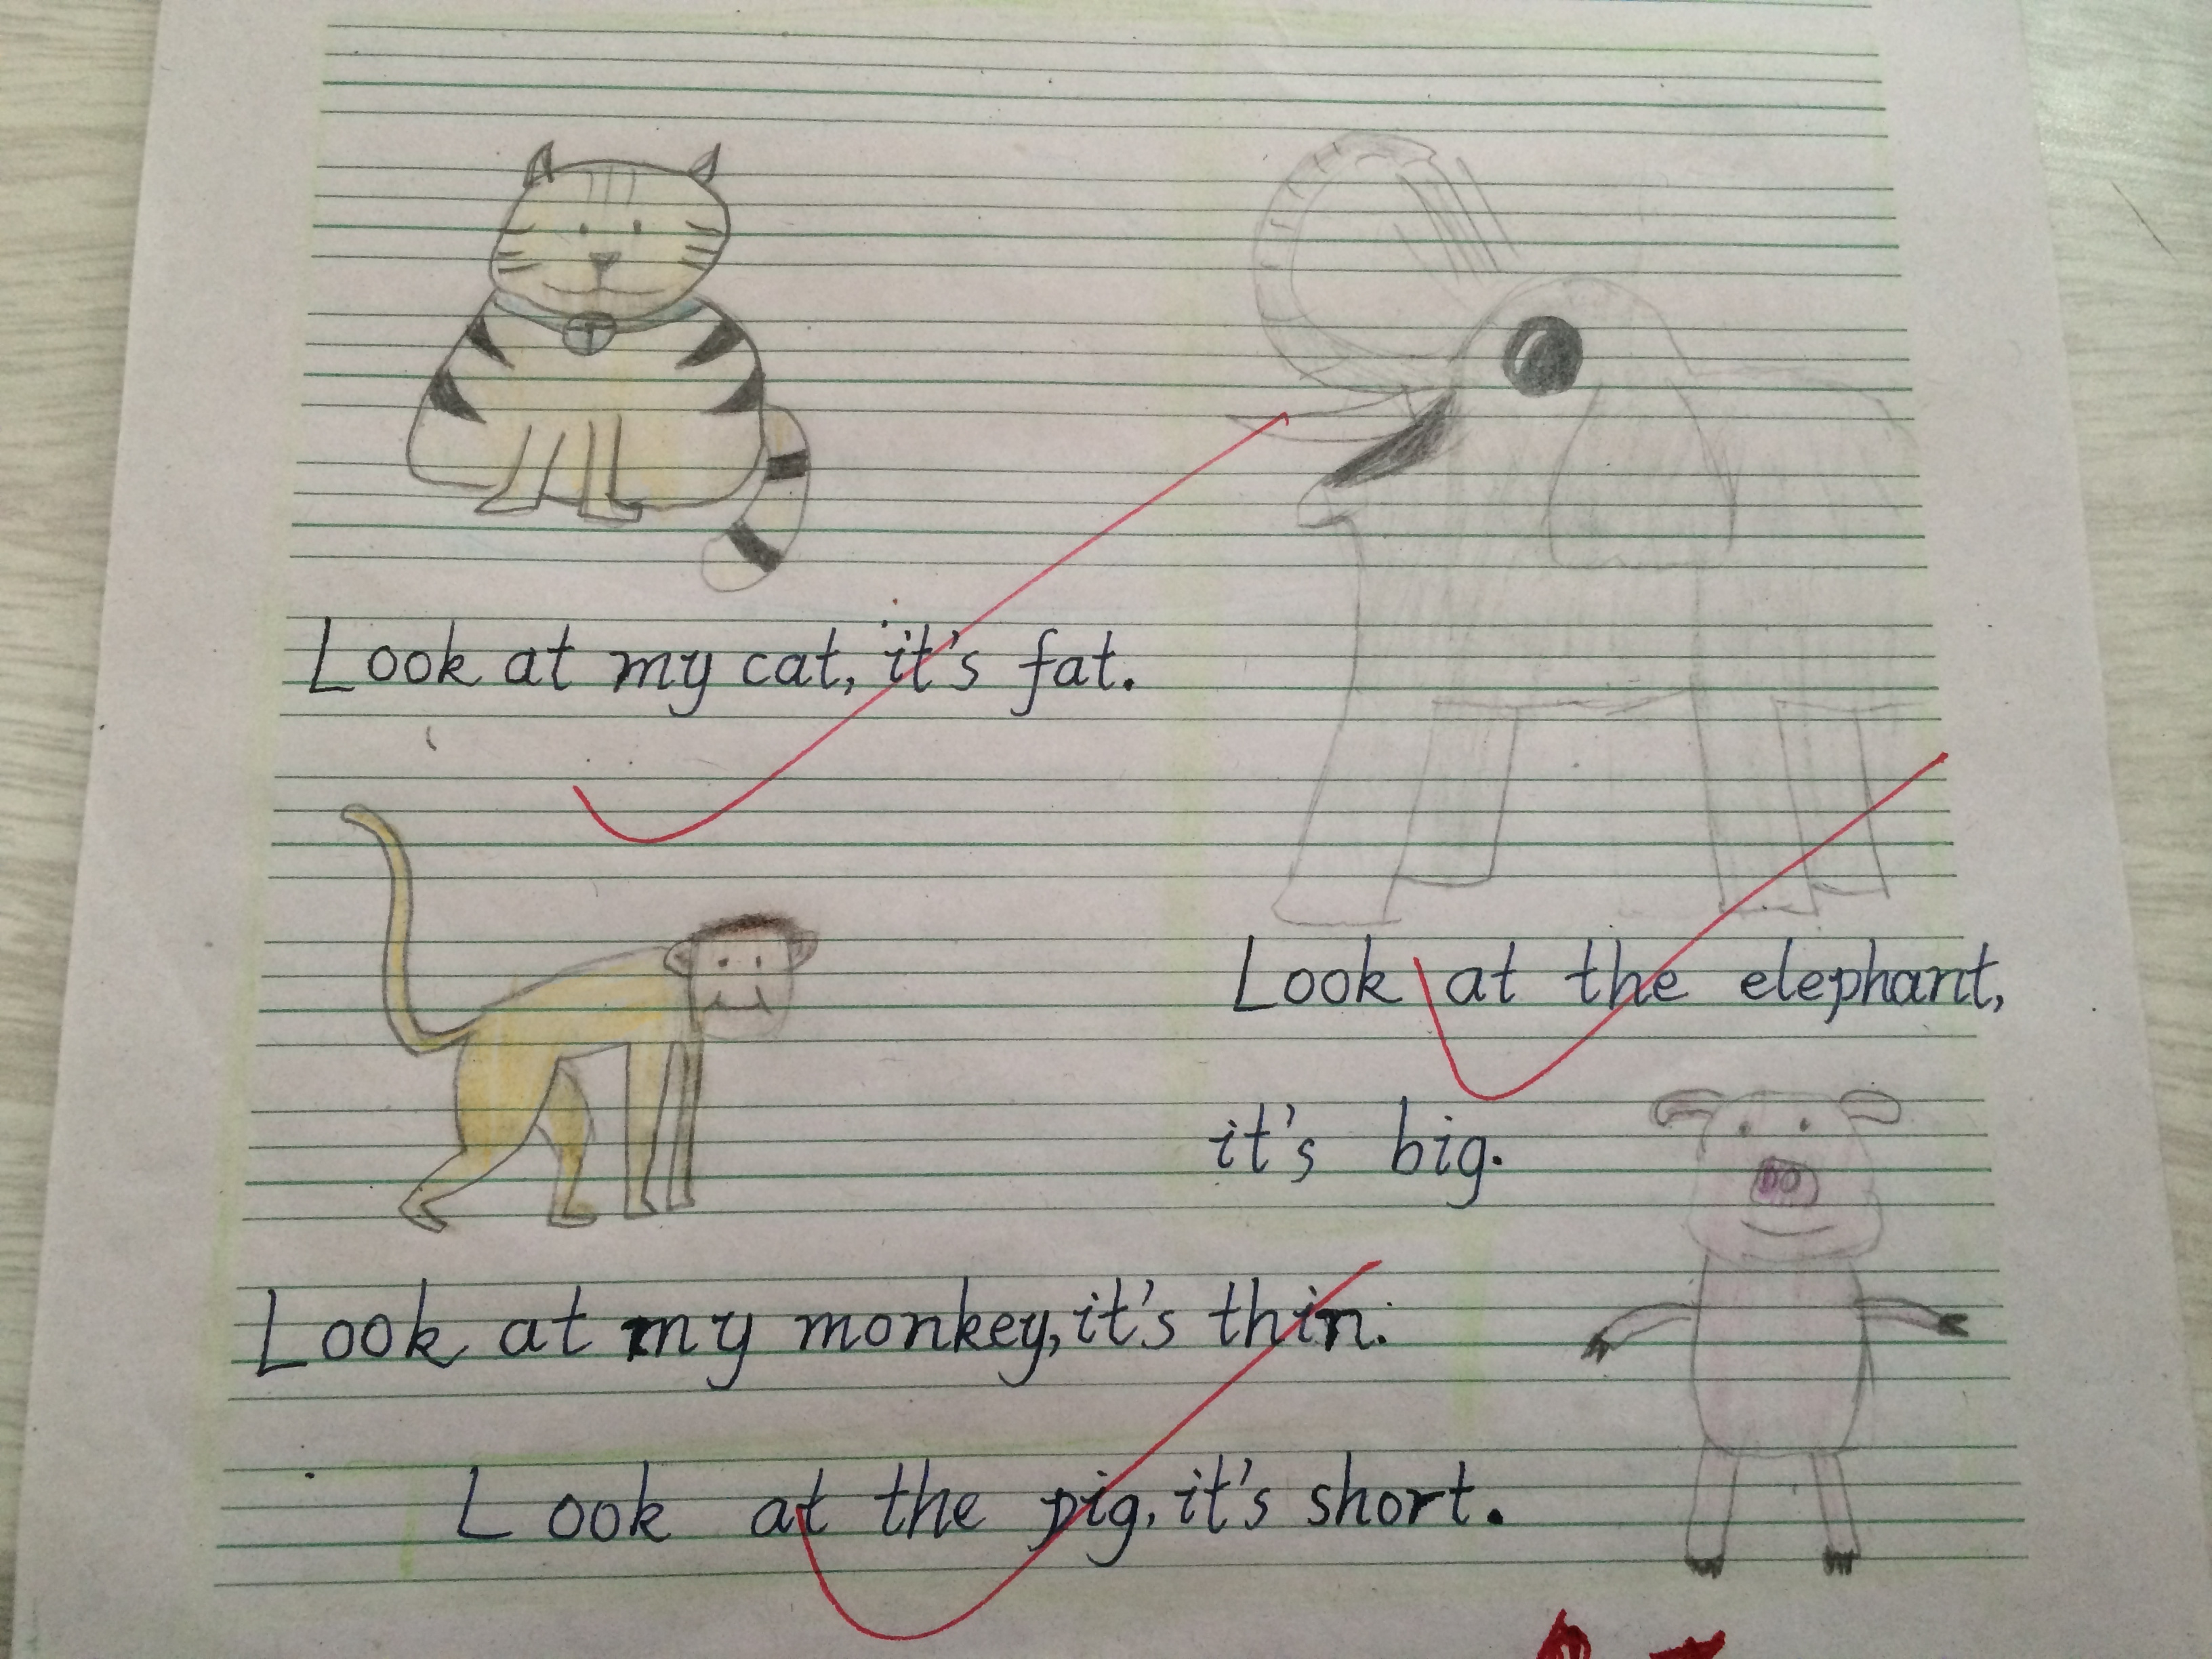 Look at my cat, it's fat.
Look at the elephant,
it's big.
Look at my monkey, it's thin.
Look at the pig, it's short.